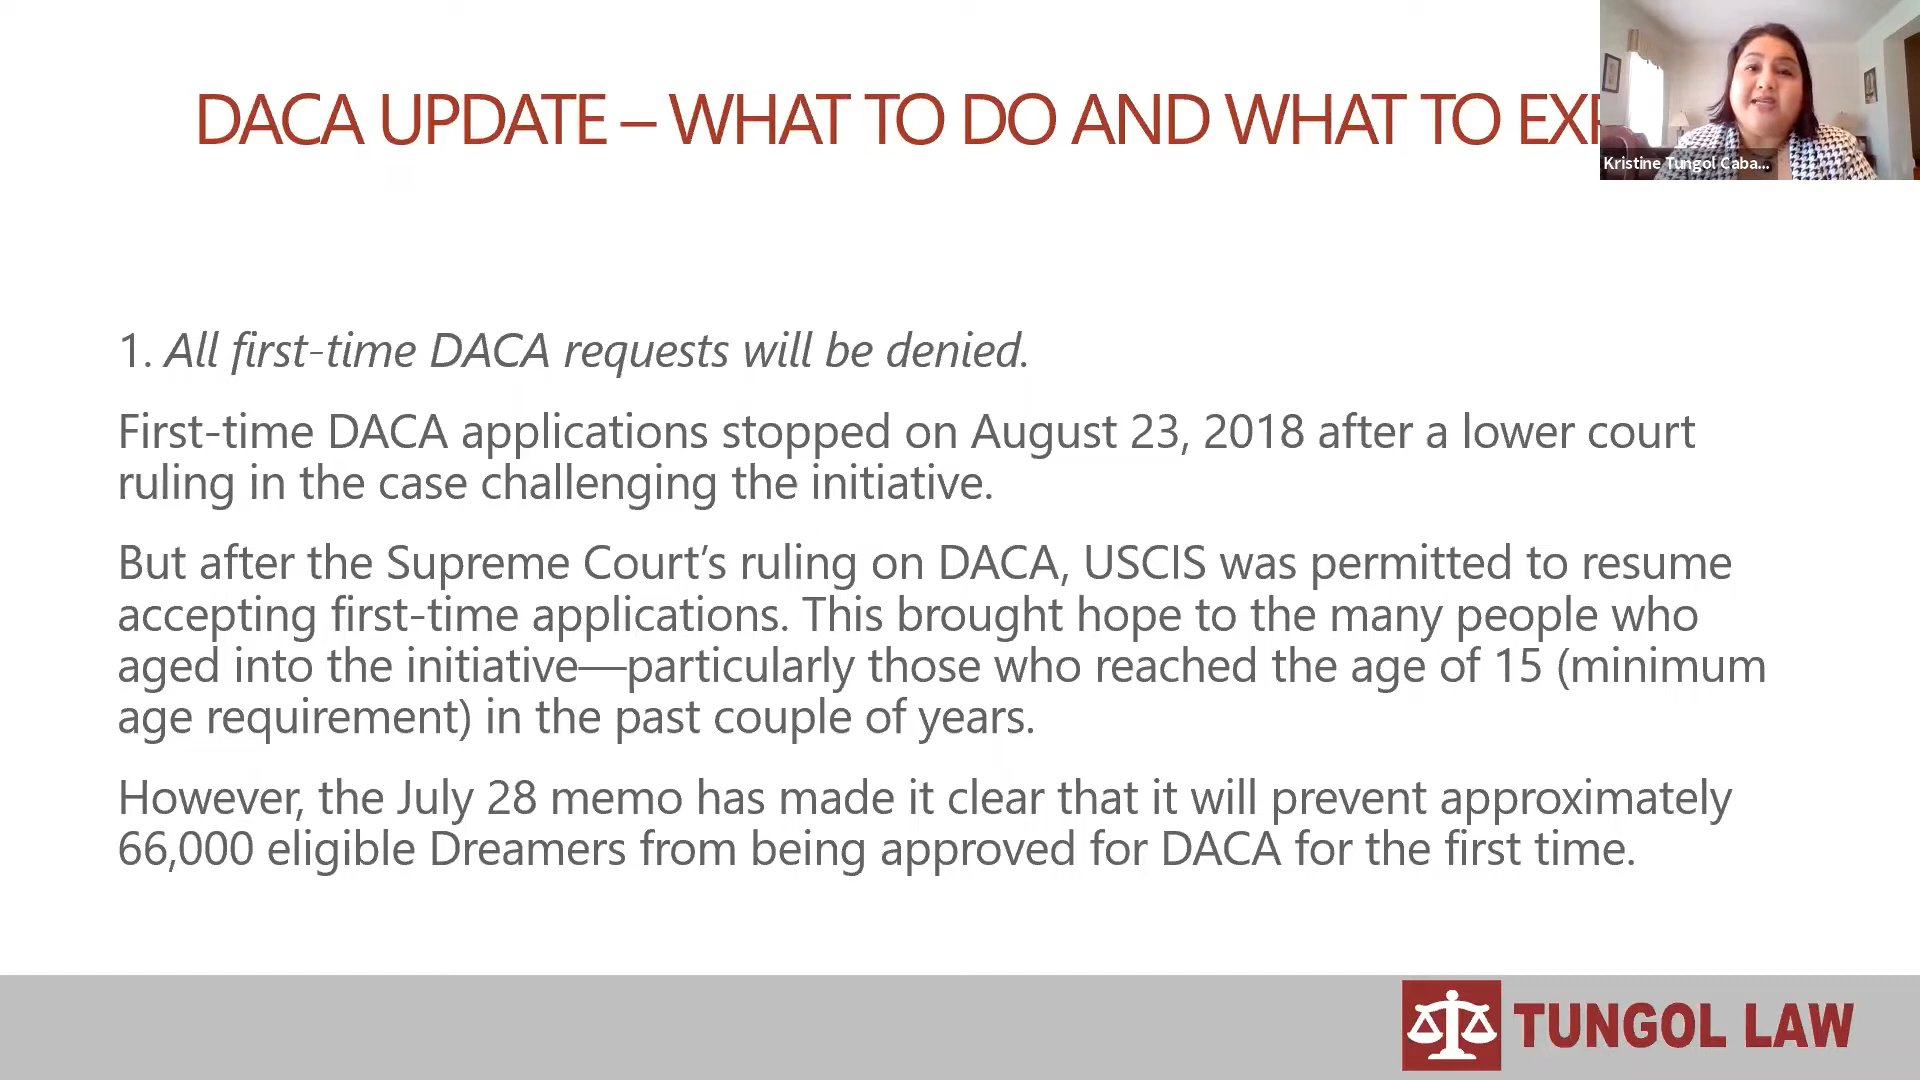 DACA UPDATE – WHAT TO DO AND WHAT TO EXP
Kristine Tungol Caba...
1. All first-time DACA requests will be denied.
First-time DACA applications stopped on August 23, 2018 after a lower court
ruling in the case challenging the initiative.
But after the Supreme Court’s ruling on DACA, USCIS was permitted to resume
accepting first-time applications. This brought hope to the many people who
aged into the initiative—particularly those who reached the age of 15 (minimum
age requirement) in the past couple of years.
However, the July 28 memo has made it clear that it will prevent approximately
66,000 eligible Dreamers from being approved for DACA for the first time.
TUNGOL LAW